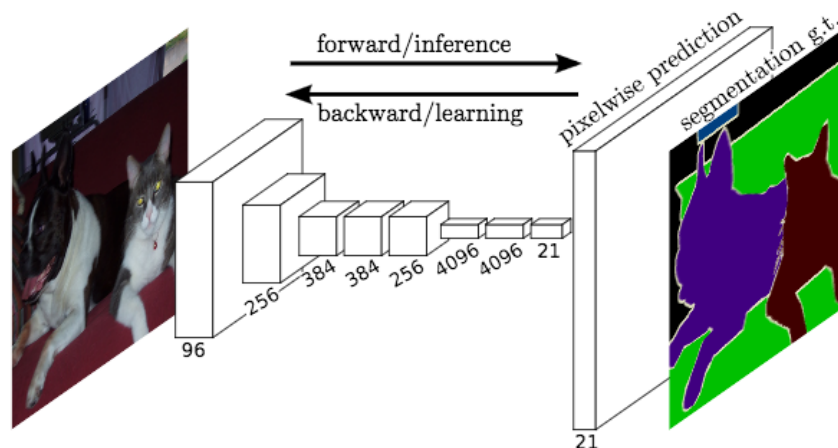 forward/inference
backward/learning
pixelwise prediction
segmentation g.t.
96
256
384
384
256
4096
4096
21
21